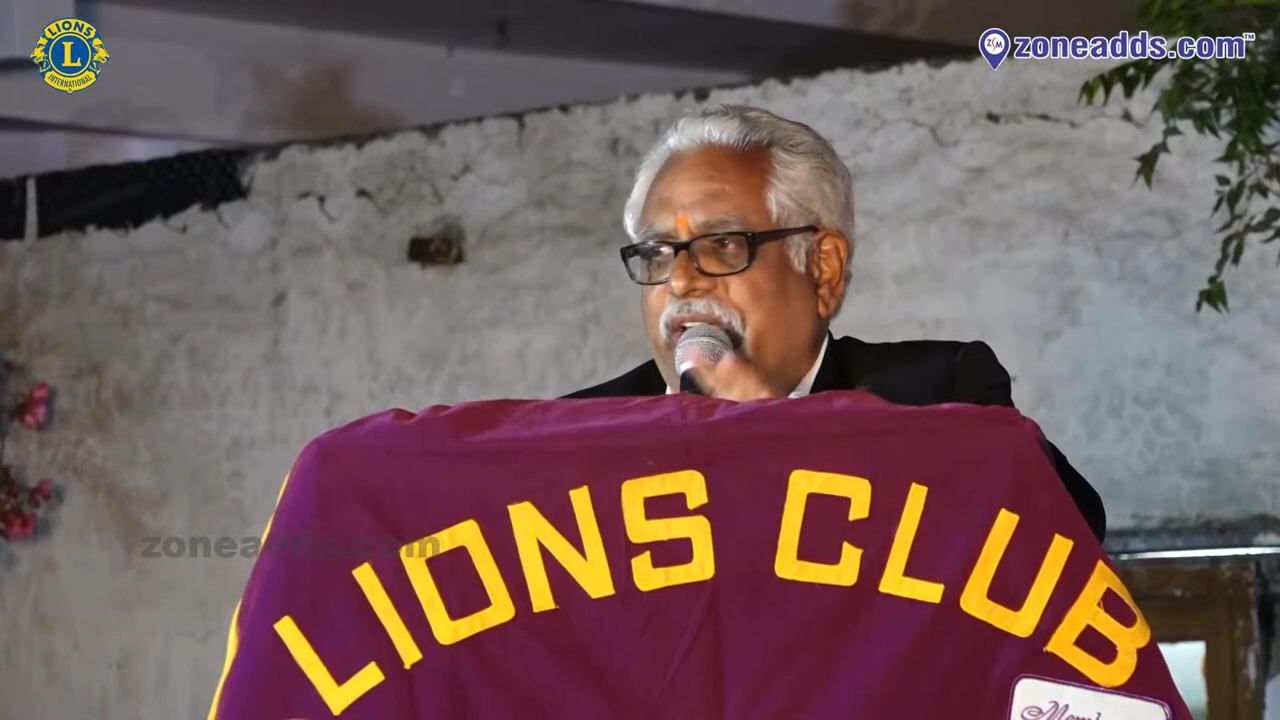 LIONS
L
INTERNATIONAL
zoneadds.com™
zoneadds.com
LIONS CLUB